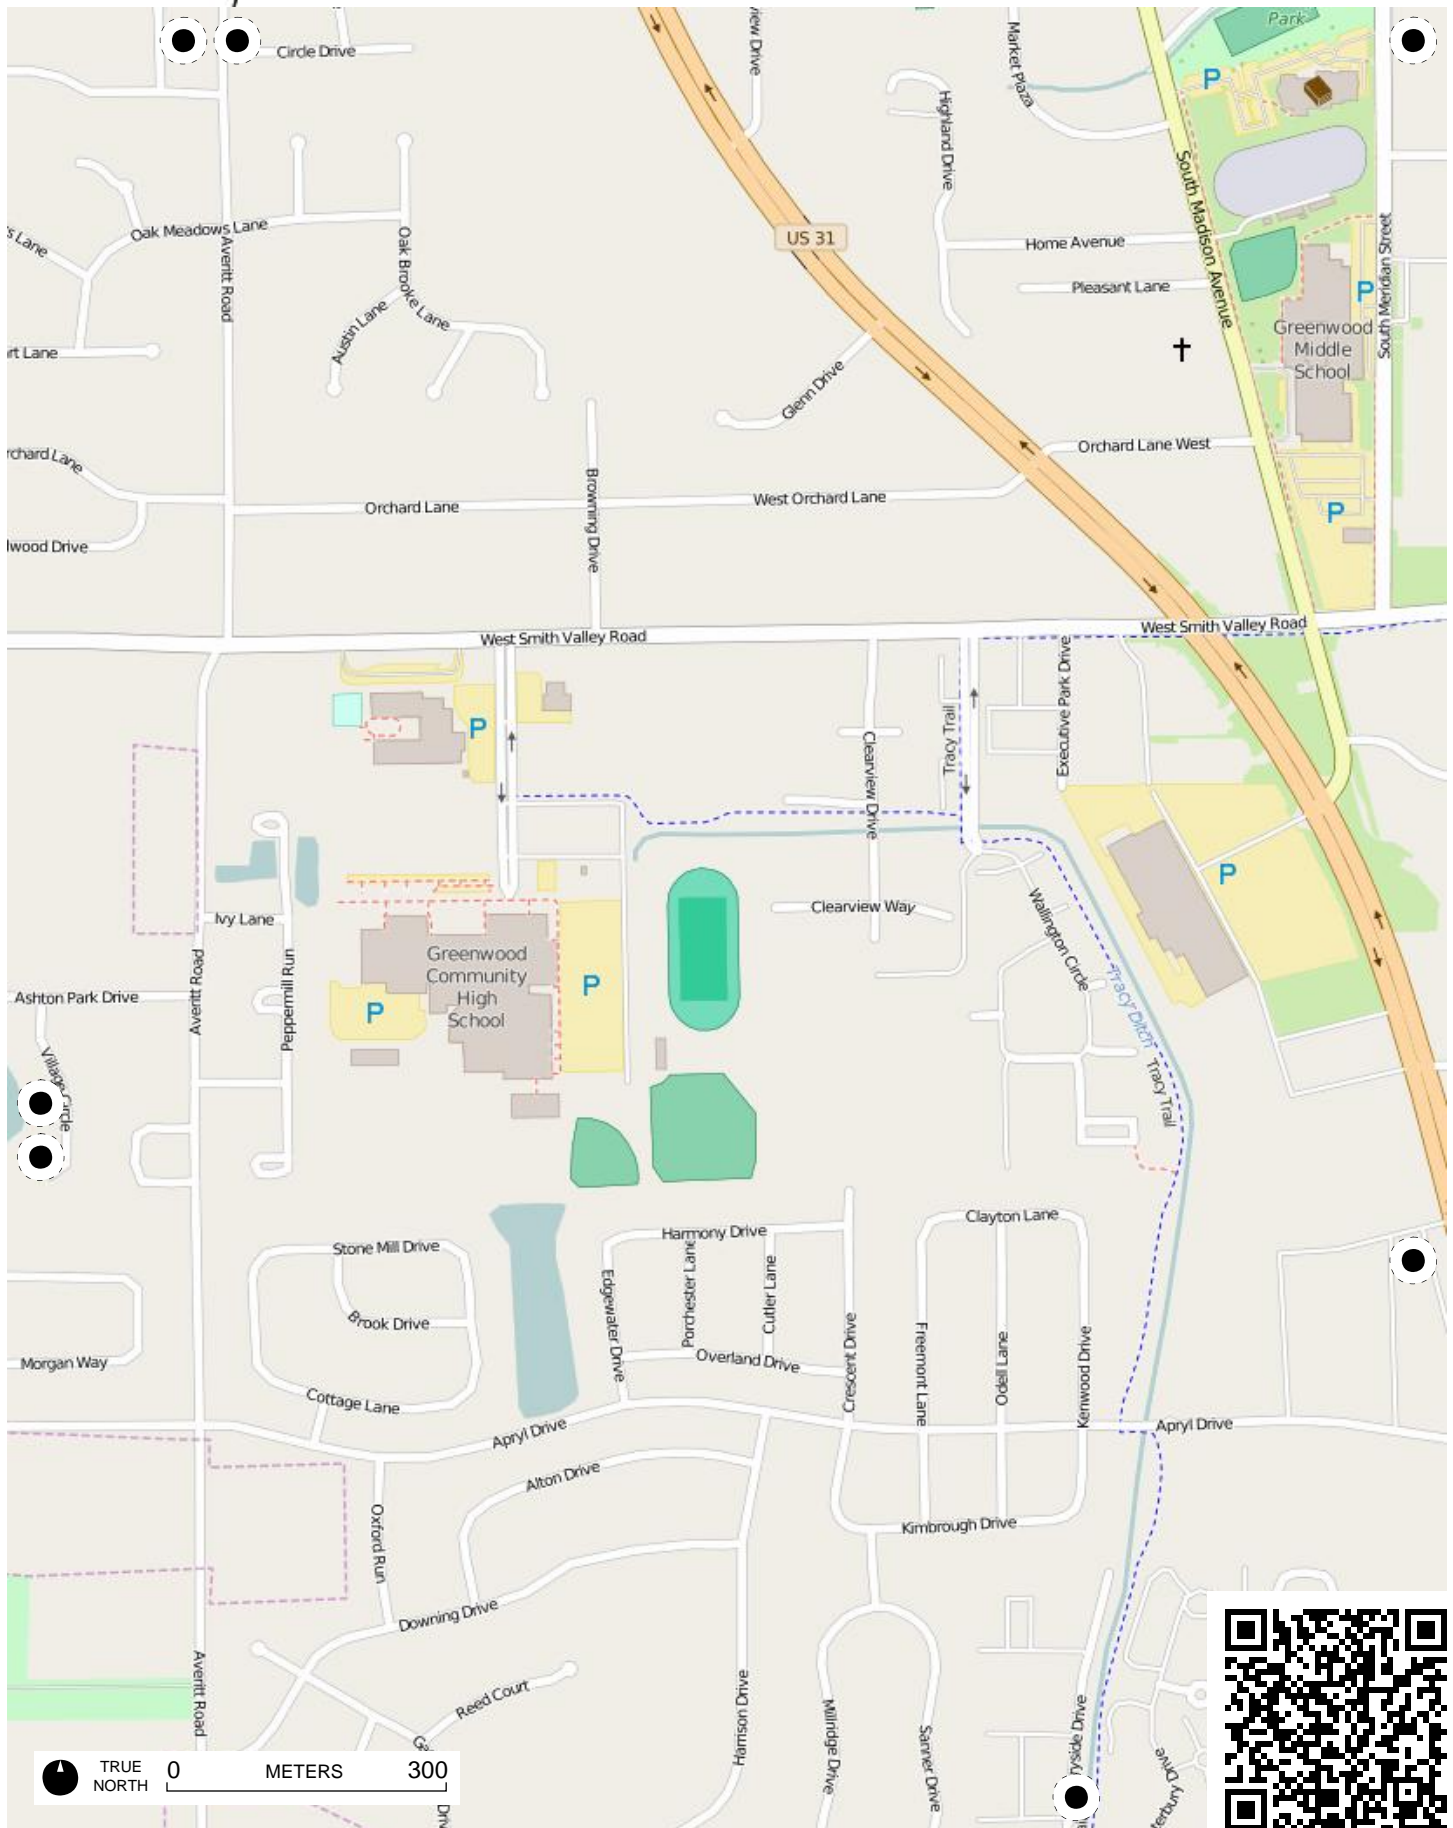 Circle Drive
Park
Market Plaza
Highland Drive
South Madison Avenue
P
Oak Meadows Lane
Averitt Road
Oak Brooke Lane
US 31
Home Avenue
Pleasant Lane
South Meridian Street
P
Greenwood
Middle
School
Austin Lane
Glenn Drive
Orchard Lane West
Orchard Lane
Browning Drive
West Orchard Lane
P
West Smith Valley Road
West Smith Valley Road
P
Clearview Drive
Tracy Trail
Executive Park Drive
P
Ivy Lane
Clearview Way
Wallington Circle
Greenwood
Community
High
School
P
P
Ashton Park Drive
Averitt Road
Peppermill Run
Tracy Ditch
Tracy Trail
Village Circle
Clayton Lane
Harmony Drive
Stone Mill Drive
Edgewater Drive
Porchester Lane
Cutler Lane
Brook Drive
Crescent Drive
Freemont Lane
Odell Lane
Kenwood Drive
Morgan Way
Overland Drive
Cottage Lane
Apryl Drive
Apryl Drive
Alton Drive
Oxford Run
Kimbrough Drive
Downing Drive
Averitt Road
Reed Court
Harrison Drive
Millridge Drive
Sanner Drive
TRUE
NORTH
0 METERS 300